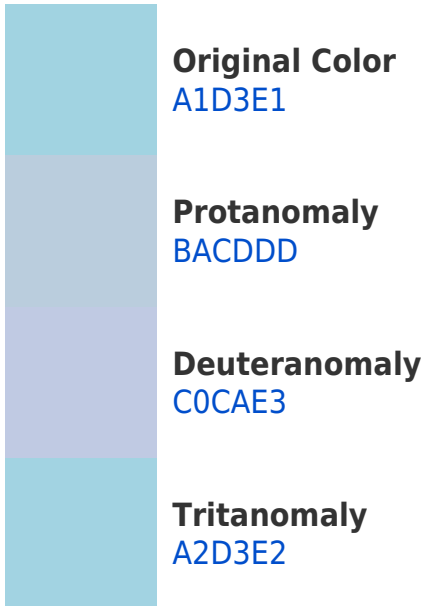 Original Color
A1D3E1
Protanomaly
BACDDD
Deuteranomaly
C0CAE3
Tritanomaly
A2D3E2